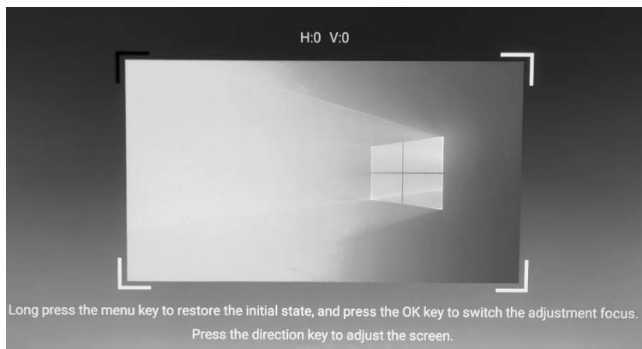 H:0 V:0
Long press the menu key to restore the initial state, and press the OK key to switch the adjustment focus.
Press the direction key to adjust the screen.